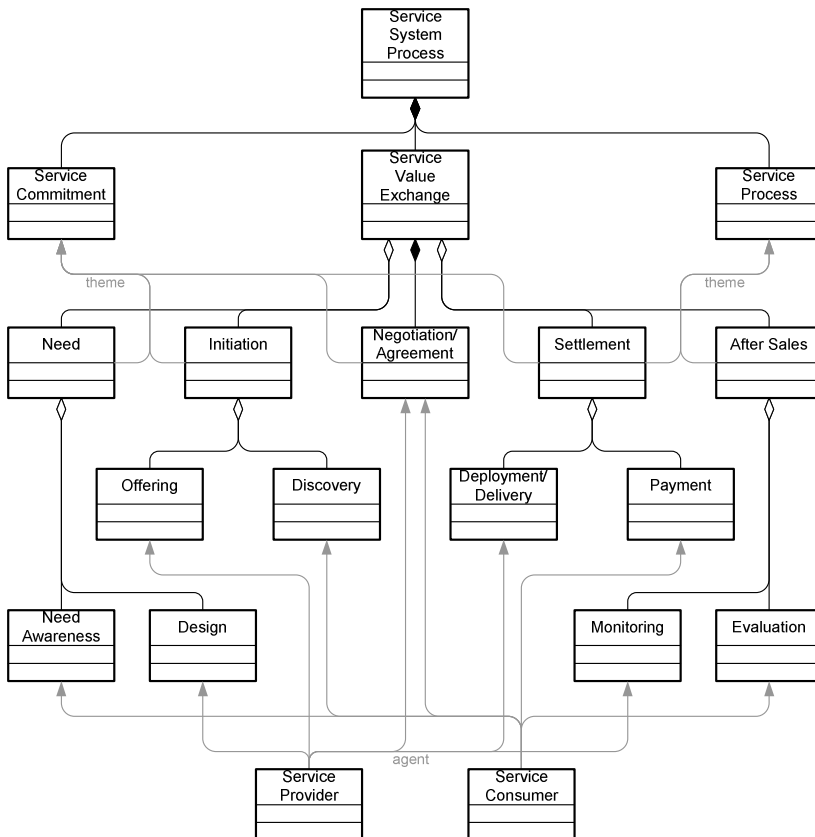 Service
System
Process
Service
Commitment
Service
Value
Exchange
Service
Process
theme
theme
Need
Initiation
Negotiation/
Agreement
Settlement
After Sales
Offering
Discovery
Deployment/
Delivery
Payment
Need
Awareness
Design
Monitoring
Evaluation
agent
Service
Provider
Service
Consumer